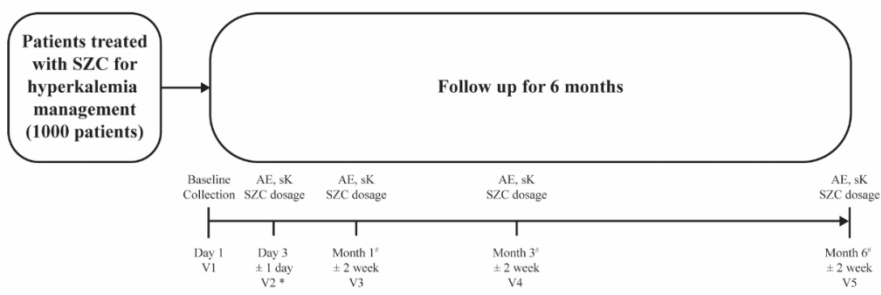 Patients treated
with SZC for
hyperkalemia
management
(1000 patients)
Follow up for 6 months
Baseline
Collection
AE, sK
SZC dosage
AE, sK
SZC dosage
AE, sK
SZC dosage
AE, sK
SZC dosage
Day 1
V1
Day 3
± 1 day
V2 *
Month 1#
± 2 week
V3
Month 3#
± 2 week
V4
Month 6#
± 2 week
V5